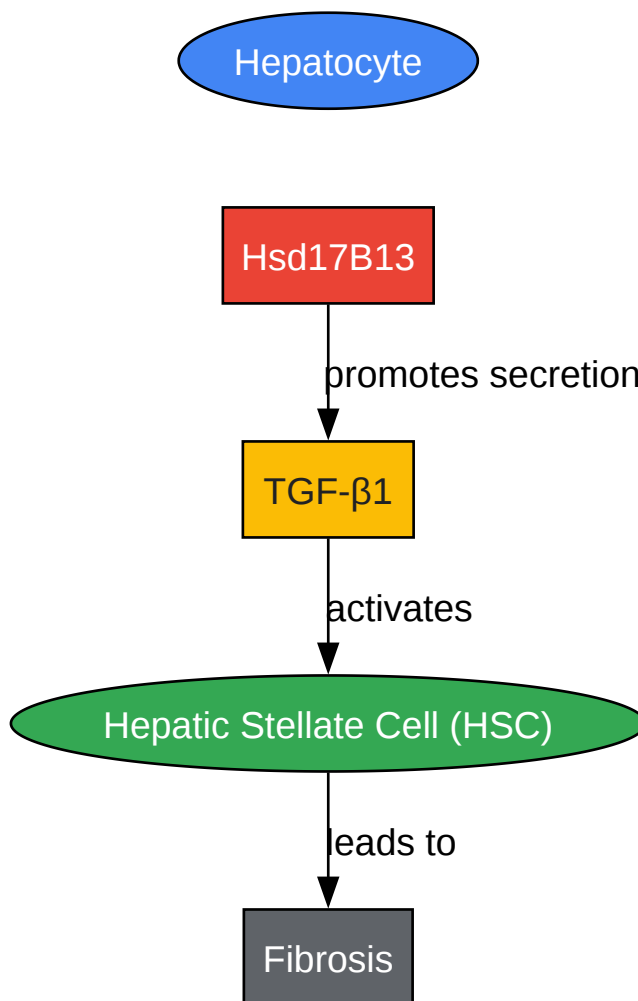 Hepatocyte
Hsd17B13
promotes secretion
TGF-β1
activates
Hepatic Stellate Cell (HSC)
leads to
Fibrosis